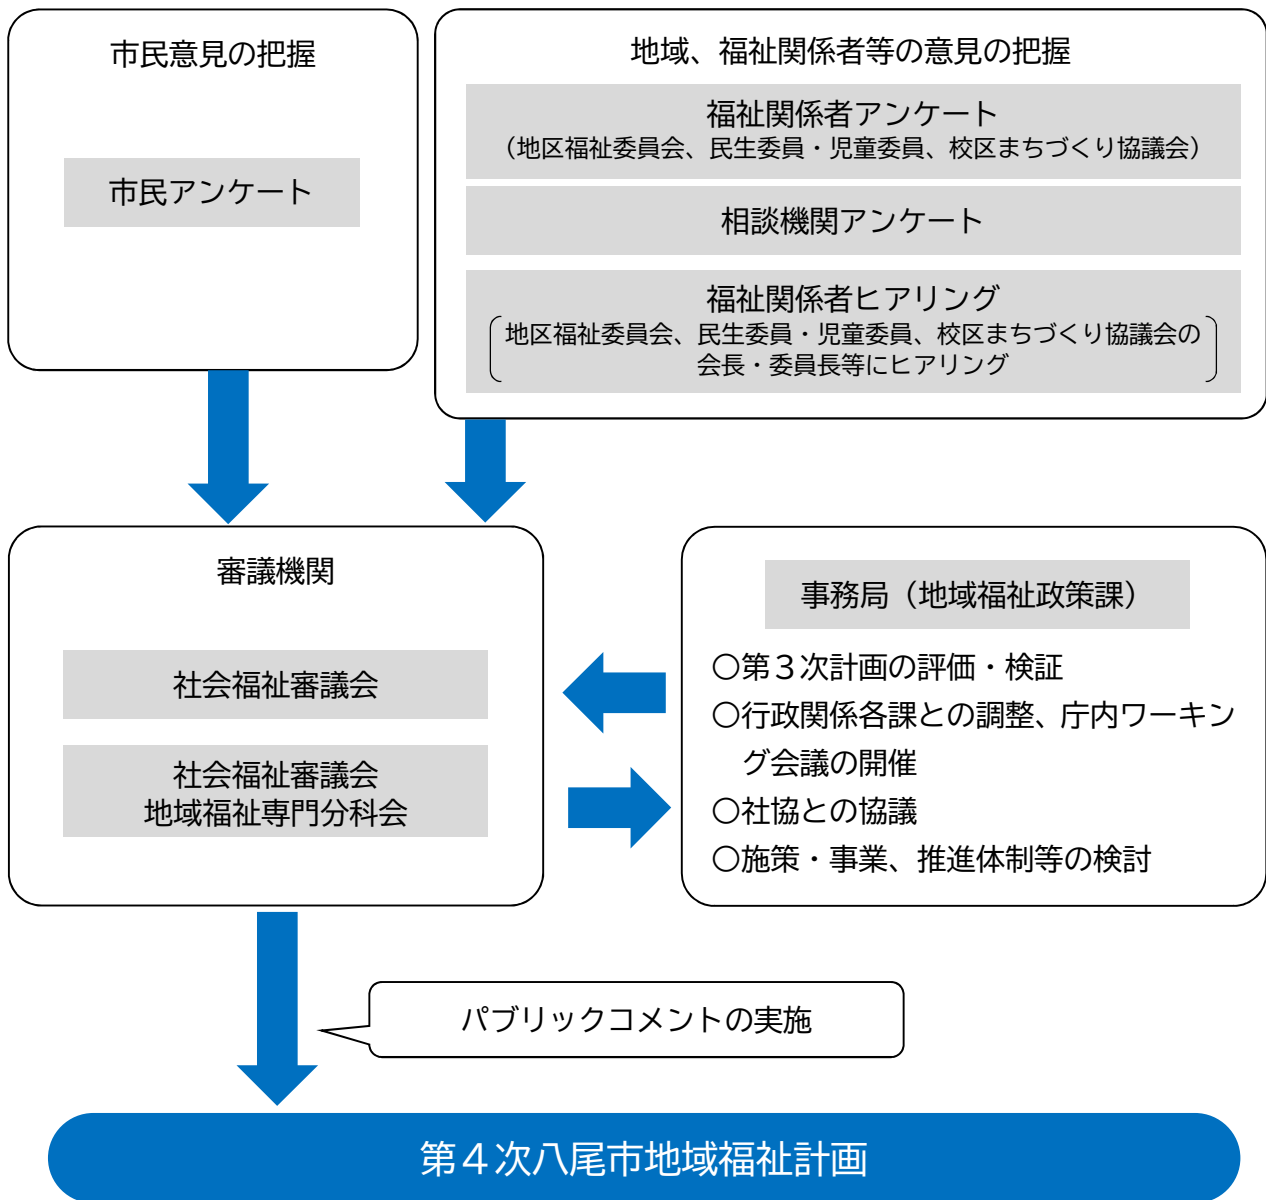 市民意見の把握
市民アンケート
地域、福祉関係者等の意見の把握
福祉関係者アンケート
（地区福祉委員会、民生委員・児童委員、校区まちづくり協議会）
相談機関アンケート
福祉関係者ヒアリング
地区福祉委員会、民生委員・児童委員、校区まちづくり協議会の
会長・委員長等にヒアリング
審議機関
社会福祉審議会
社会福祉審議会
地域福祉専門分科会
事務局（地域福祉政策課）
○第３次計画の評価・検証
○行政関係各課との調整、庁内ワーキン
グ会議の開催
○社協との協議
○施策・事業、推進体制等の検討
パブリックコメントの実施
第４次八尾市地域福祉計画